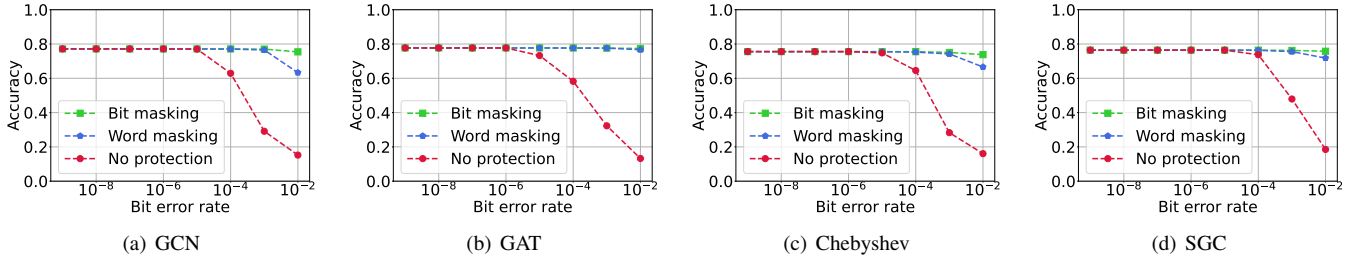 1.0
0.8
0.6
0.4
0.2
0.0
Accuracy
Bit masking
Word masking
No protection
10⁻⁸ 10⁻⁶ 10⁻⁴ 10⁻²
Bit error rate
(a) GCN
1.0
0.8
0.6
0.4
0.2
0.0
Accuracy
Bit masking
Word masking
No protection
10⁻⁸ 10⁻⁶ 10⁻⁴ 10⁻²
Bit error rate
(b) GAT
1.0
0.8
0.6
0.4
0.2
0.0
Accuracy
Bit masking
Word masking
No protection
10⁻⁸ 10⁻⁶ 10⁻⁴ 10⁻²
Bit error rate
(c) Chebyshev
1.0
0.8
0.6
0.4
0.2
0.0
Accuracy
Bit masking
Word masking
No protection
10⁻⁸ 10⁻⁶ 10⁻⁴ 10⁻²
Bit error rate
(d) SGC